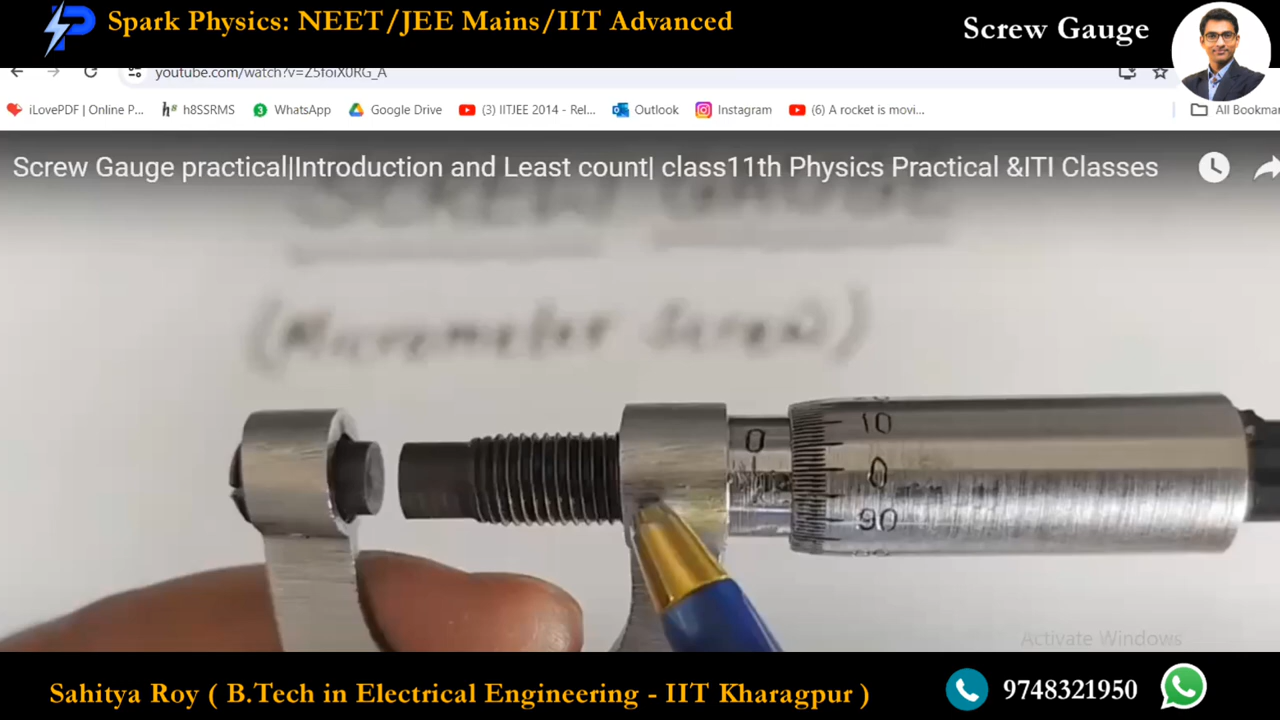 Spark Physics: NEET/JEE Mains/IIT Advanced
Screw Gauge
youtube.com/watch?v=Z5foiX0RG_A
iLovePDF | Online P... h8SSRMS 3 WhatsApp Google Drive (3) IITJEE 2014 - Rel... Outlook Instagram (6) A rocket is movi... All Bookmar
Screw Gauge practical|Introduction and Least count| class11th Physics Practical &ITI Classes
(Micrometer Screw)
10
0
0
90
Activate Windows
Sahitya Roy ( B.Tech in Electrical Engineering - IIT Kharagpur )
9748321950